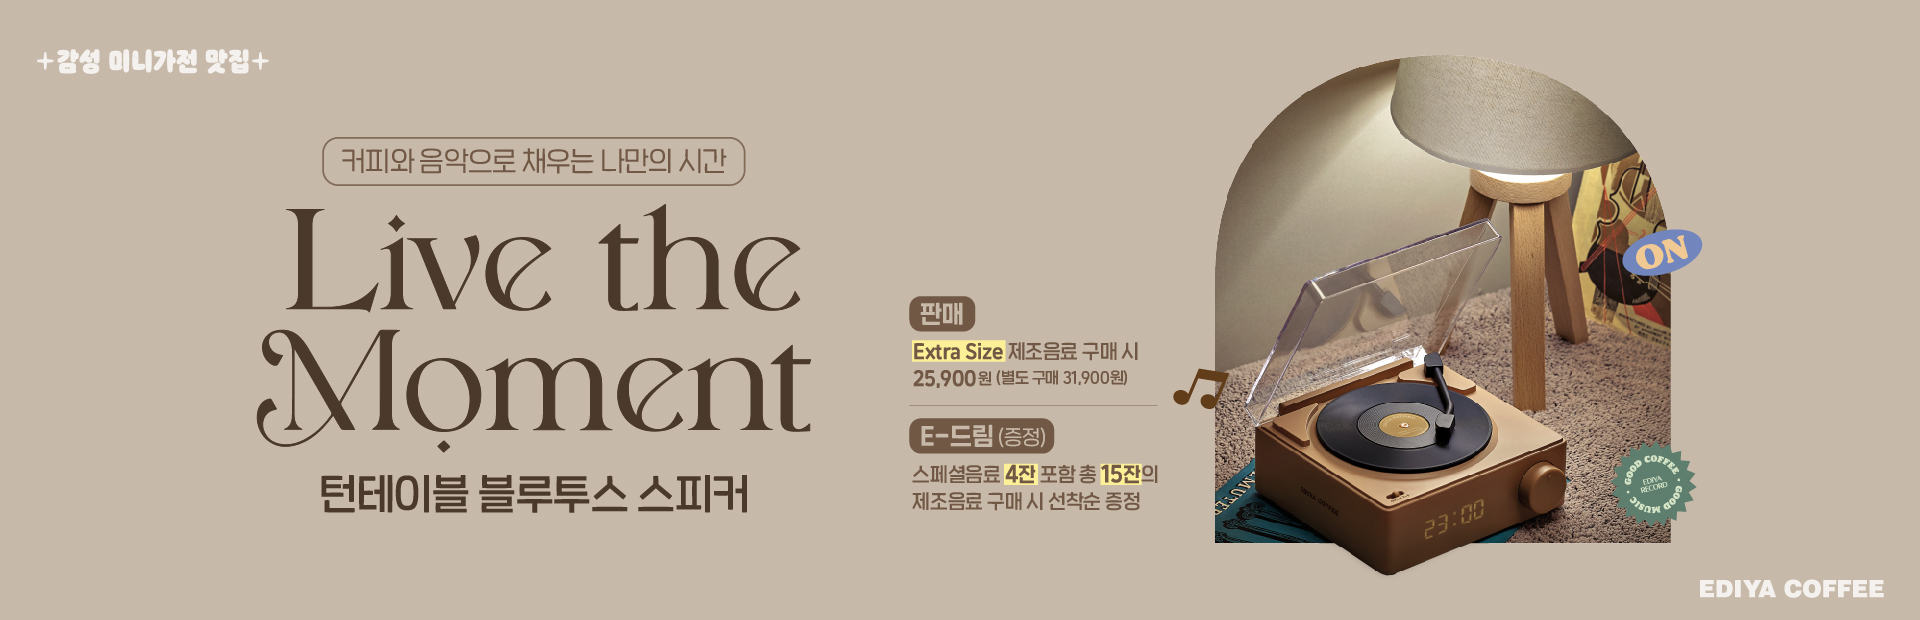 +감성 미니가전 맛집+
커피와 음악으로 채우는 나만의 시간
Live the
Moment
턴테이블 블루투스 스피커
판매
Extra Size 제조음료 구매 시
25,900원 (별도 구매 31,900원)
E-드림 (증정)
스페셜음료 4잔 포함 총 15잔의
제조음료 구매 시 선착순 증정
ON
EDIYA COFFEE
23:00
GOOD COFFEE
EDIYA
RECORD
GOOD MUSIC
EDIYA COFFEE